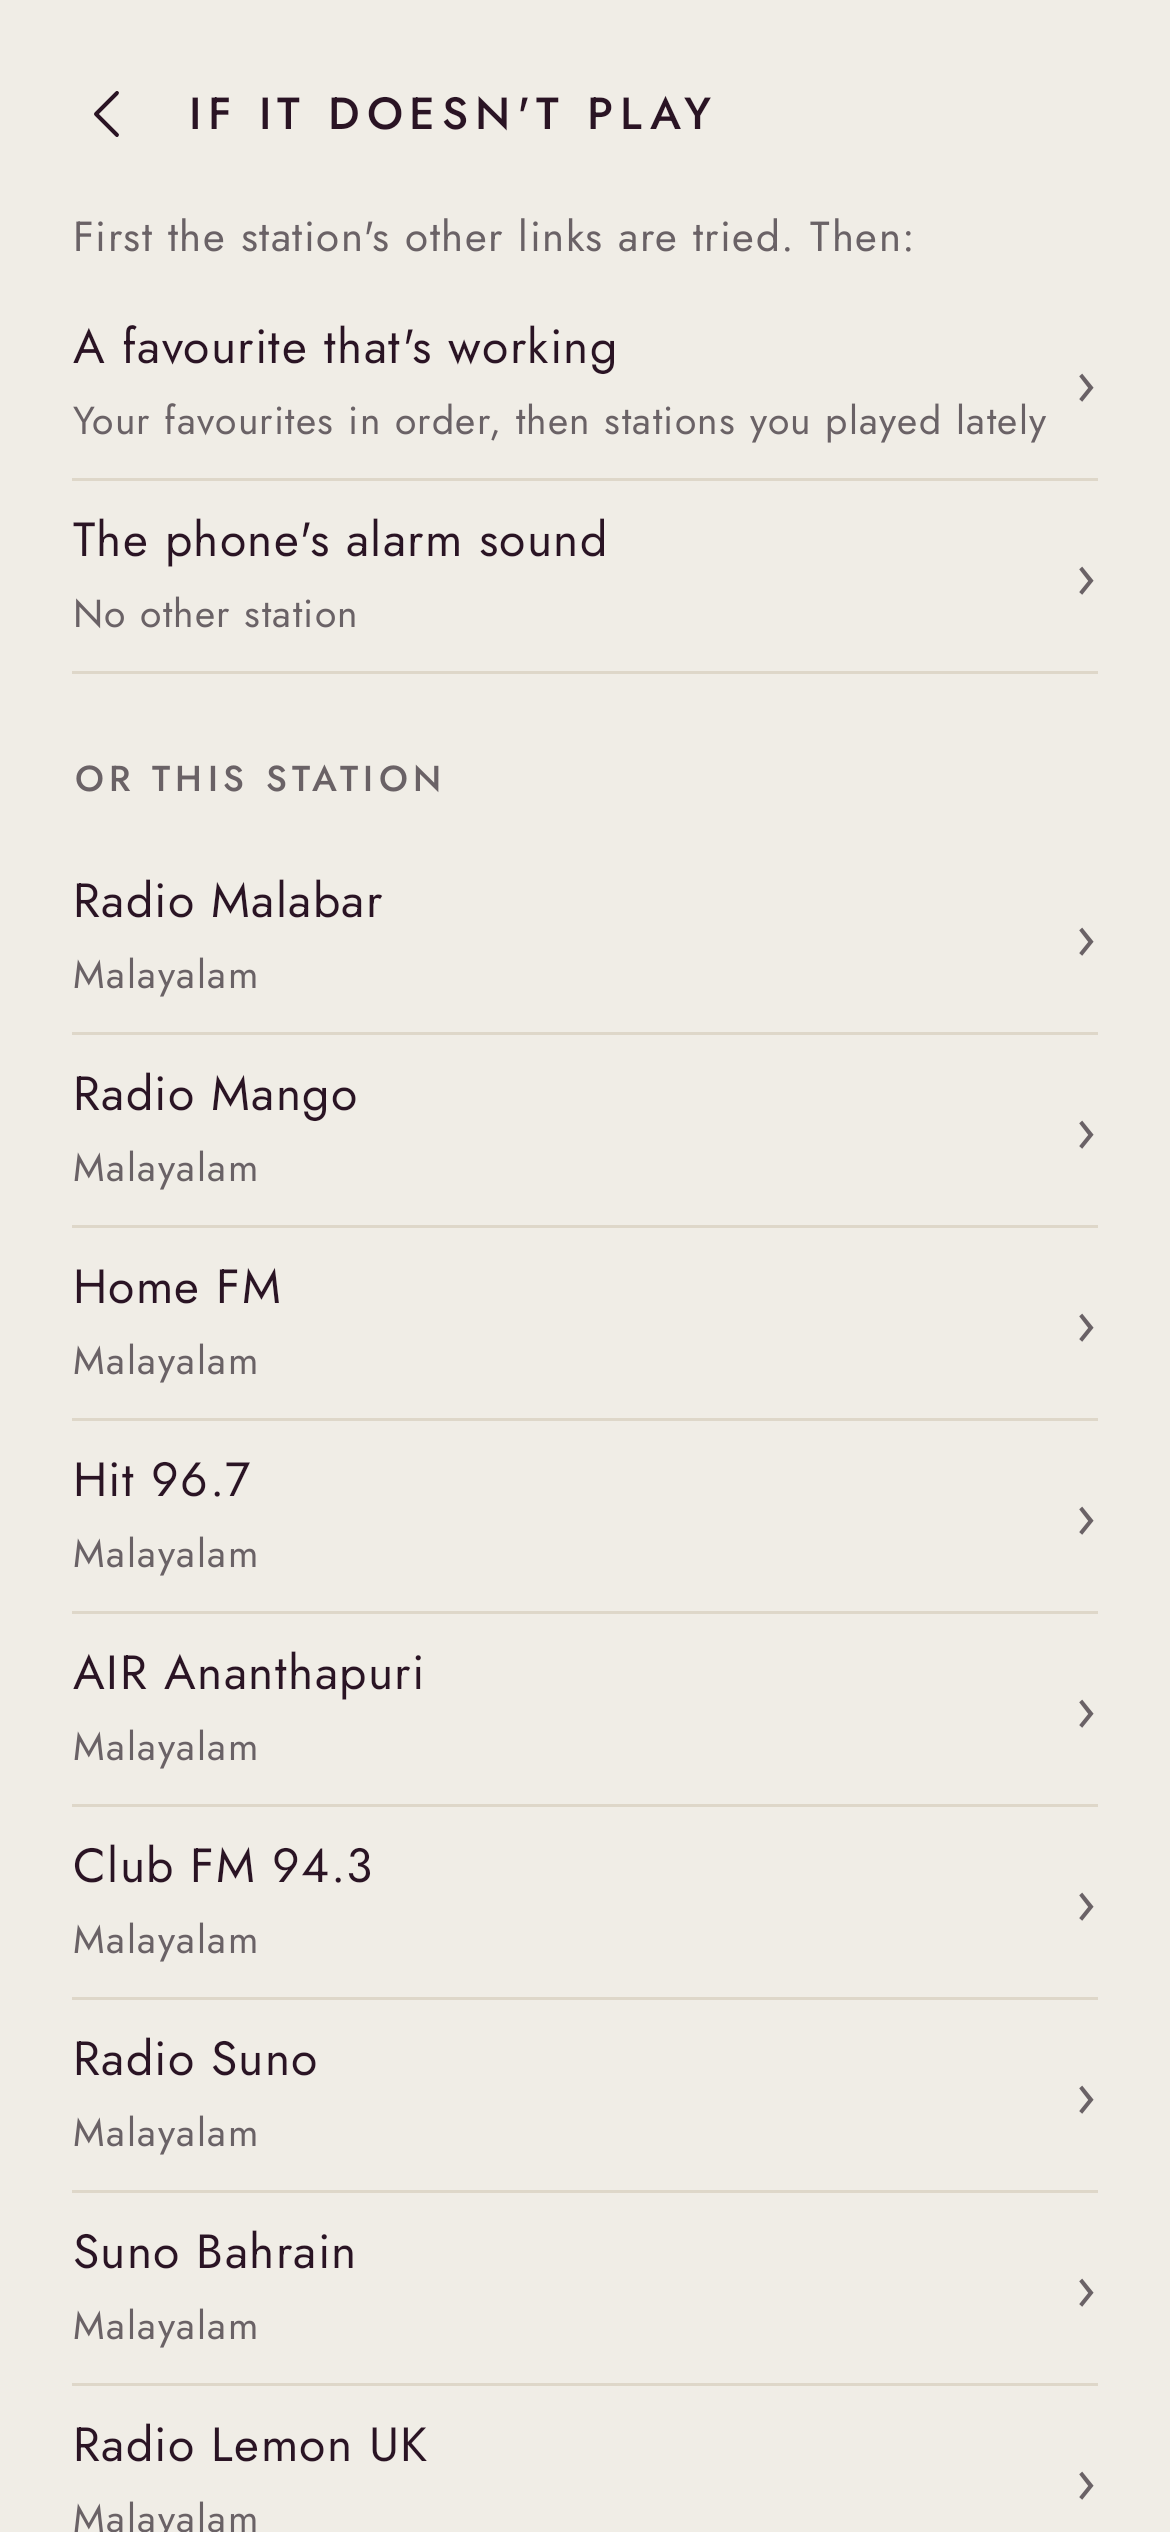 IF IT DOESN'T PLAY
First the station's other links are tried. Then:
A favourite that's working
Your favourites in order, then stations you played lately
The phone's alarm sound
No other station
OR THIS STATION
Radio Malabar
Malayalam
Radio Mango
Malayalam
Home FM
Malayalam
Hit 96.7
Malayalam
AIR Ananthapuri
Malayalam
Club FM 94.3
Malayalam
Radio Suno
Malayalam
Suno Bahrain
Malayalam
Radio Lemon UK
Malayalam